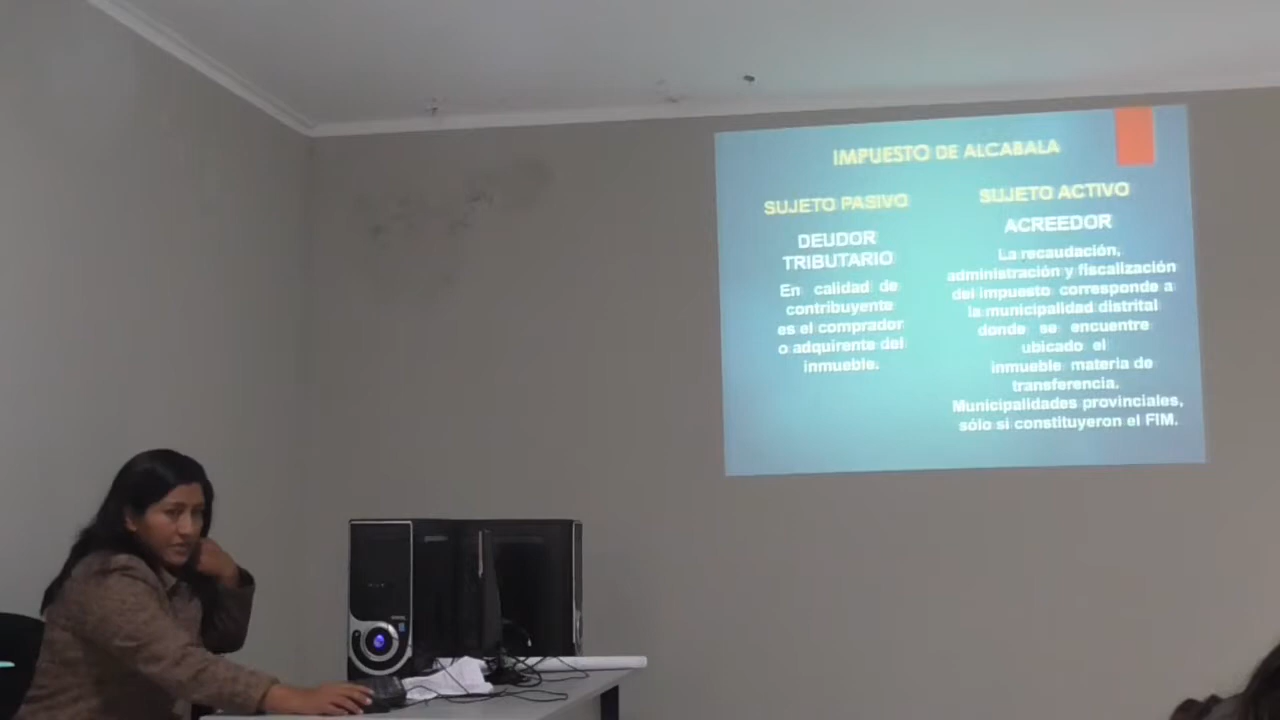 IMPUESTO DE ALCABALA
SUJETO PASIVO
DEUDOR
TRIBUTARIO
En calidad de
contribuyente
es el comprador
o adquirente del
inmueble.
SUJETO ACTIVO
ACREEDOR
La recaudación,
administración y fiscalización
del impuesto corresponde a
la municipalidad distrital
donde se encuentre
ubicado el
inmueble materia de
transferencia.
Municipalidades provinciales,
sólo si constituyeron el FIM.